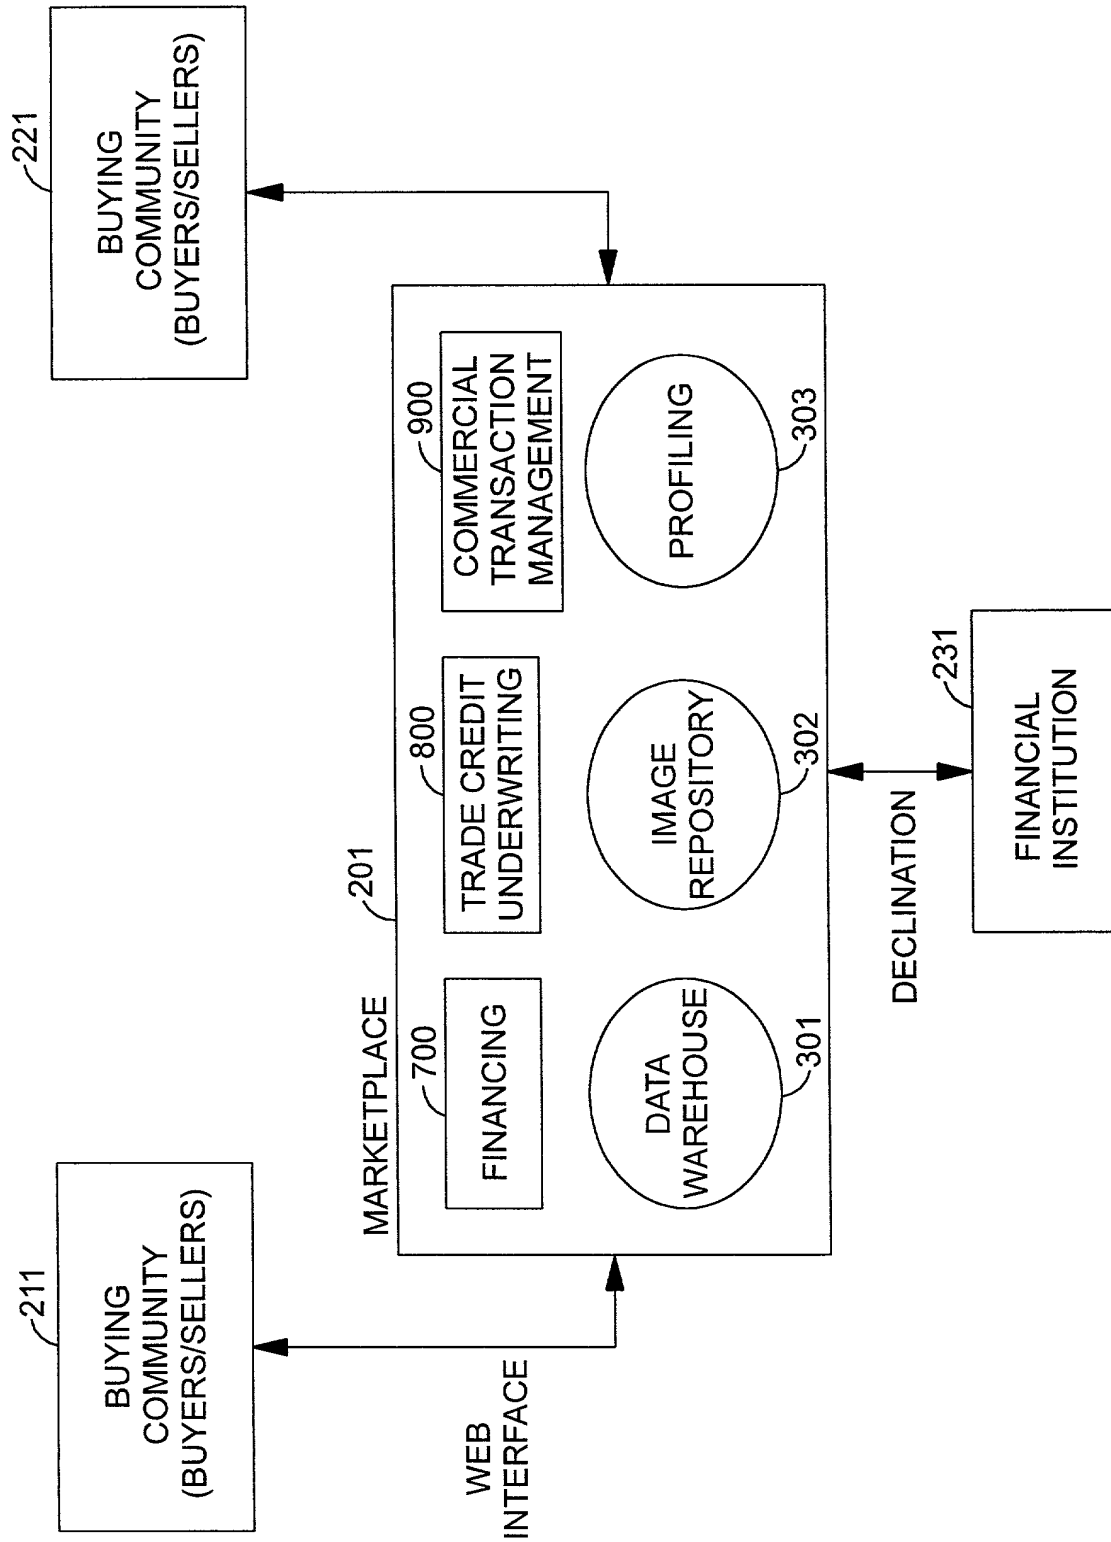 211
BUYING
COMMUNITY
(BUYERS/SELLERS)
221
BUYING
COMMUNITY
(BUYERS/SELLERS)
WEB
INTERFACE
MARKETPLACE
201
700
FINANCING
800
TRADE CREDIT
UNDERWRITING
900
COMMERCIAL
TRANSACTION
MANAGEMENT
DATA
WAREHOUSE
301
IMAGE
REPOSITORY
302
PROFILING
303
DECLINATION
231
FINANCIAL
INSTITUTION